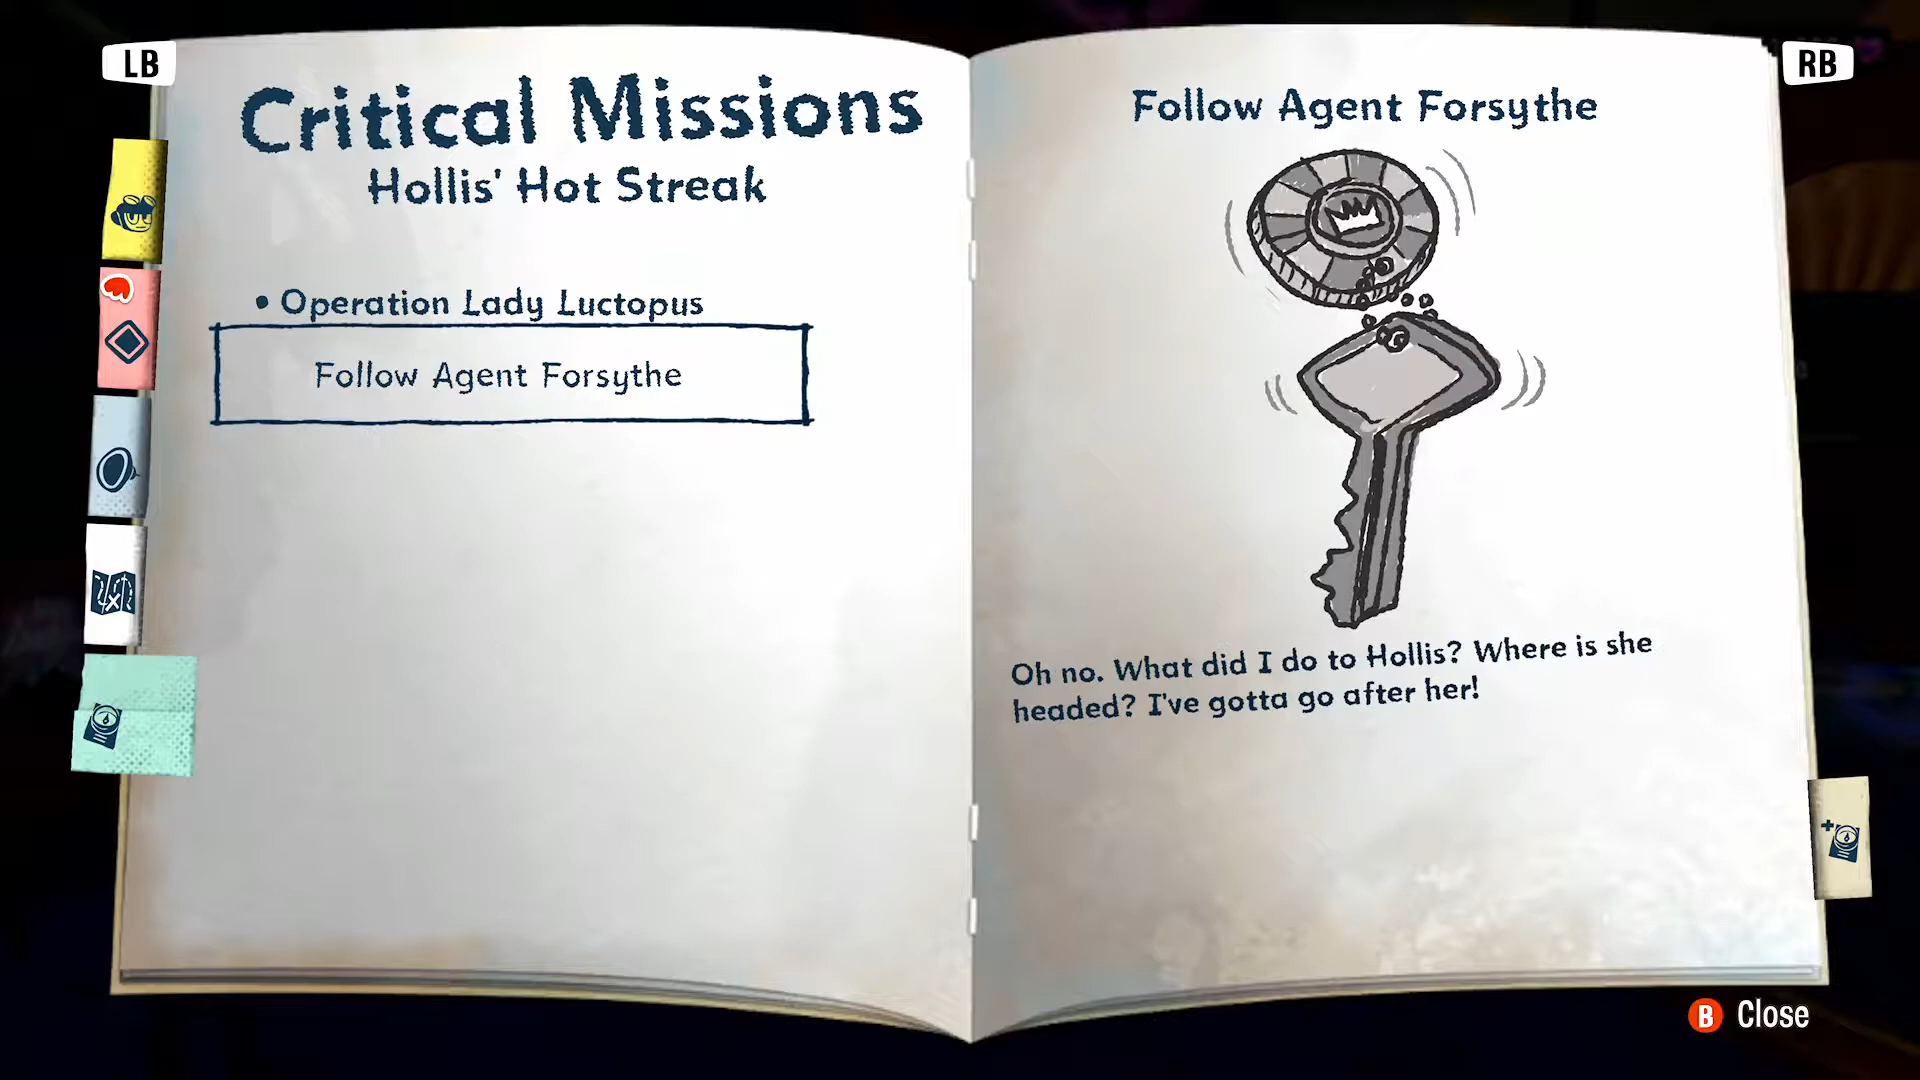 LB
RB
Critical Missions
Hollis' Hot Streak
• Operation Lady Luctopus
Follow Agent Forsythe
Follow Agent Forsythe
Oh no. What did I do to Hollis? Where is she
headed? I've gotta go after her!
B Close